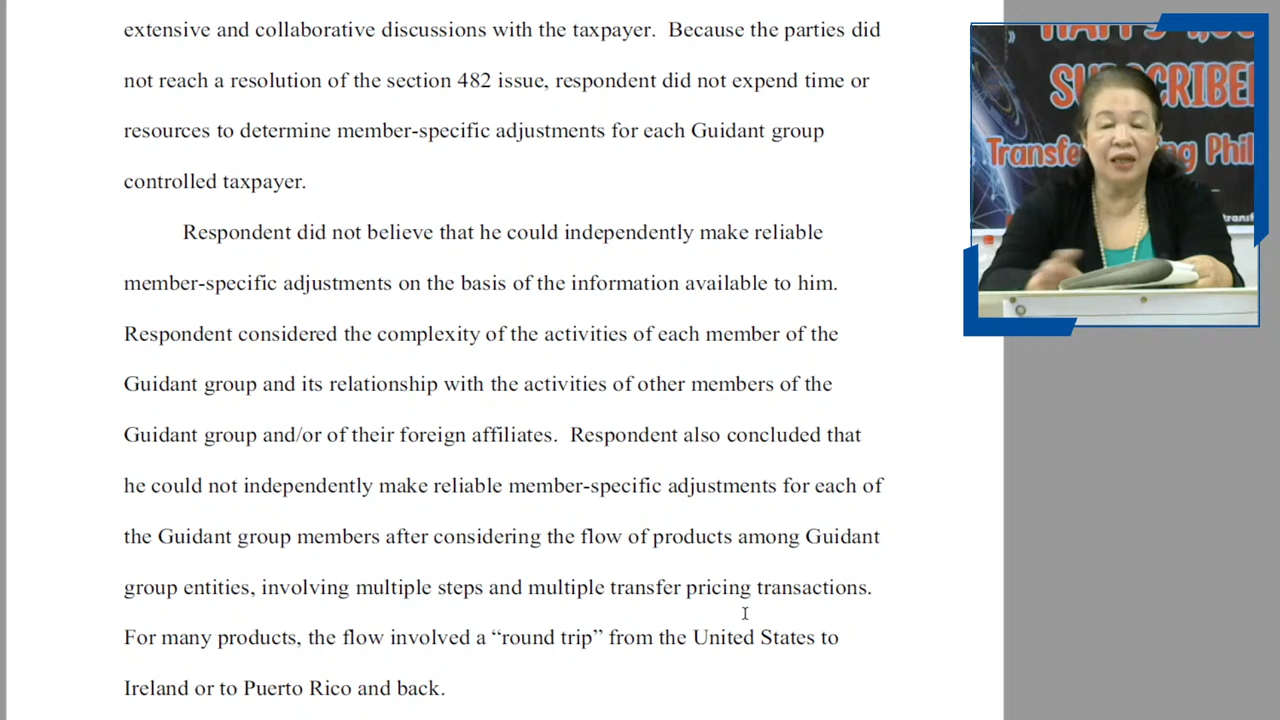 extensive and collaborative discussions with the taxpayer. Because the parties did
not reach a resolution of the section 482 issue, respondent did not expend time or
resources to determine member-specific adjustments for each Guidant group
controlled taxpayer.
Respondent did not believe that he could independently make reliable
member-specific adjustments on the basis of the information available to him.
Respondent considered the complexity of the activities of each member of the
Guidant group and its relationship with the activities of other members of the
Guidant group and/or of their foreign affiliates. Respondent also concluded that
he could not independently make reliable member-specific adjustments for each of
the Guidant group members after considering the flow of products among Guidant
group entities, involving multiple steps and multiple transfer pricing transactions.
For many products, the flow involved a “round trip” from the United States to
Ireland or to Puerto Rico and back.